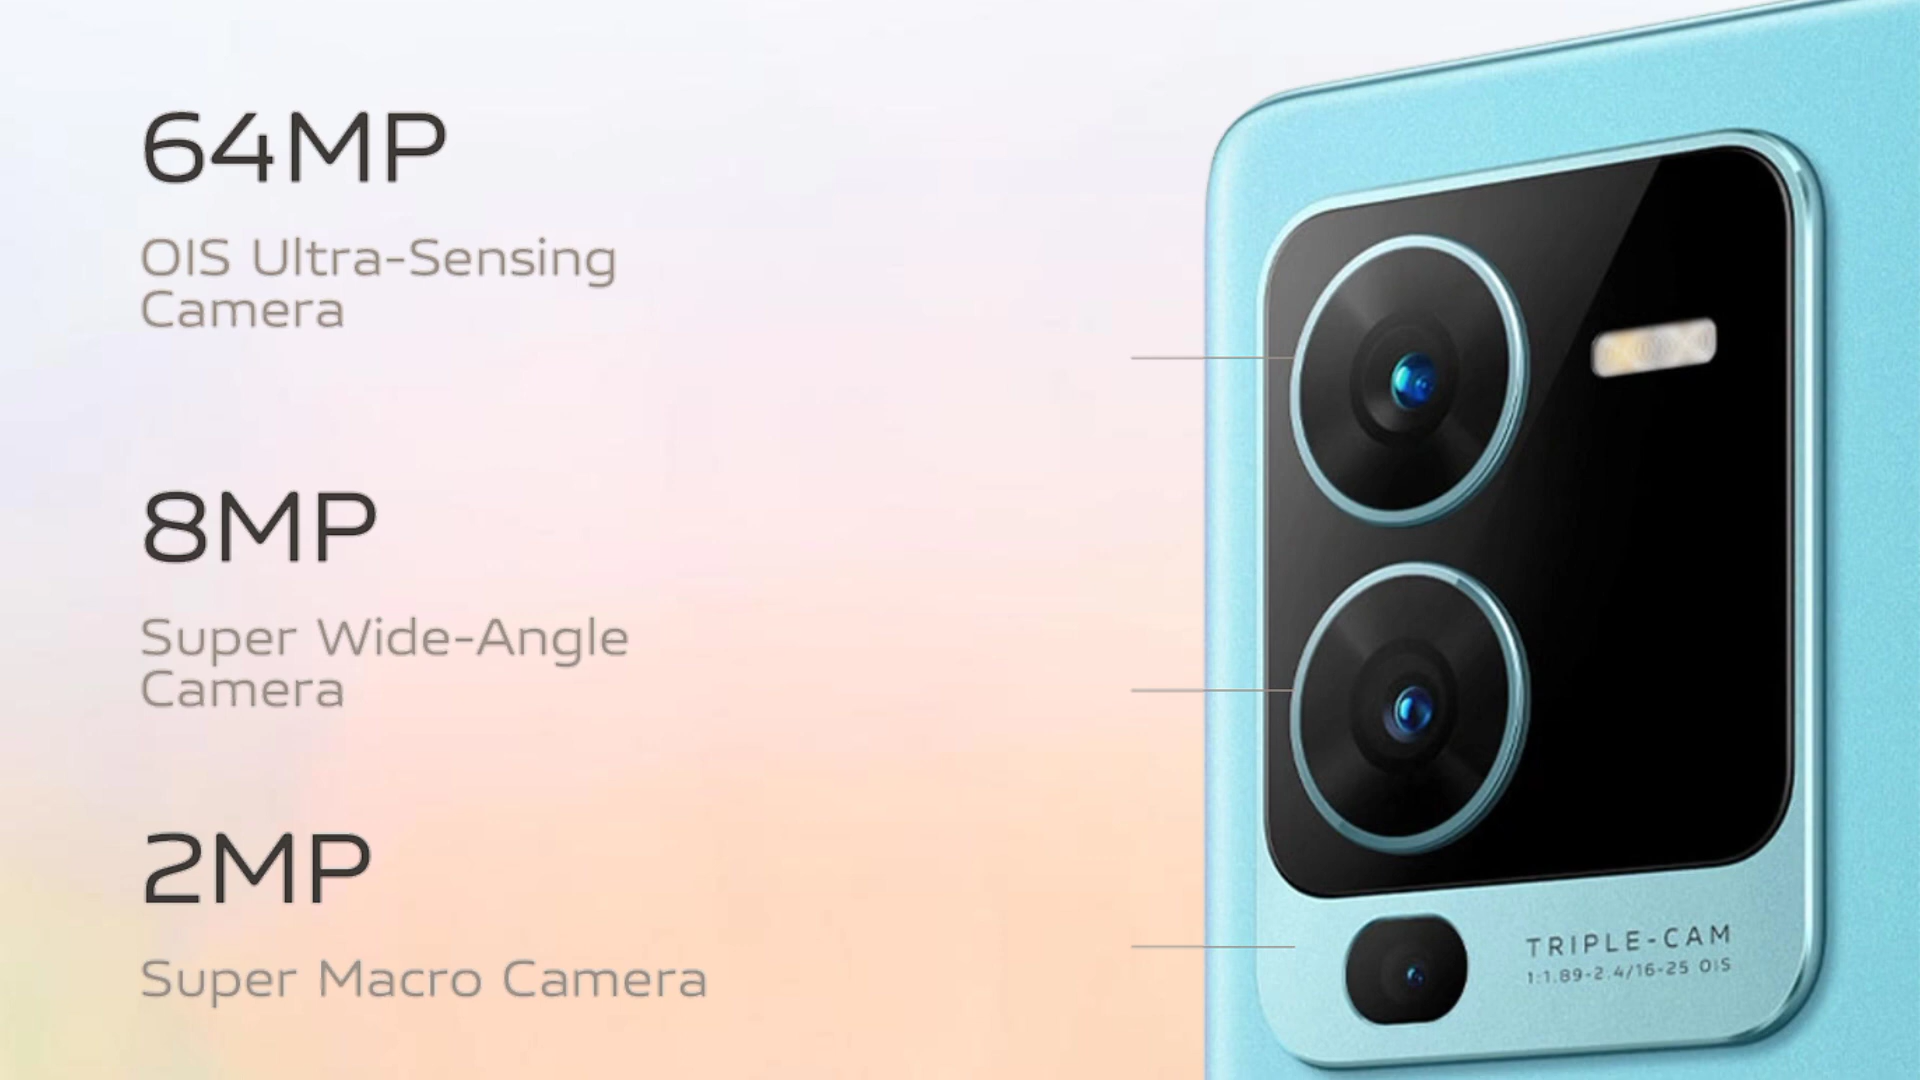 64MP
OIS Ultra-Sensing
Camera
8MP
Super Wide-Angle
Camera
2MP
Super Macro Camera
TRIPLE-CAM
1:1.89-2.4/16-25 OIS